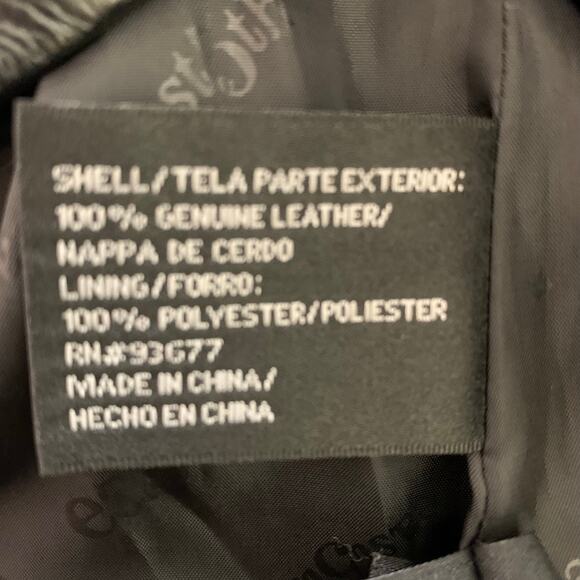 SHELL/TELA PARTE EXTERIOR:
100% GENUINE LEATHER/
NAPPA DE CERDO
LINING/FORRO:
100% POLYESTER/POLIESTER
RN#93677
MADE IN CHINA/
HECHO EN CHINA